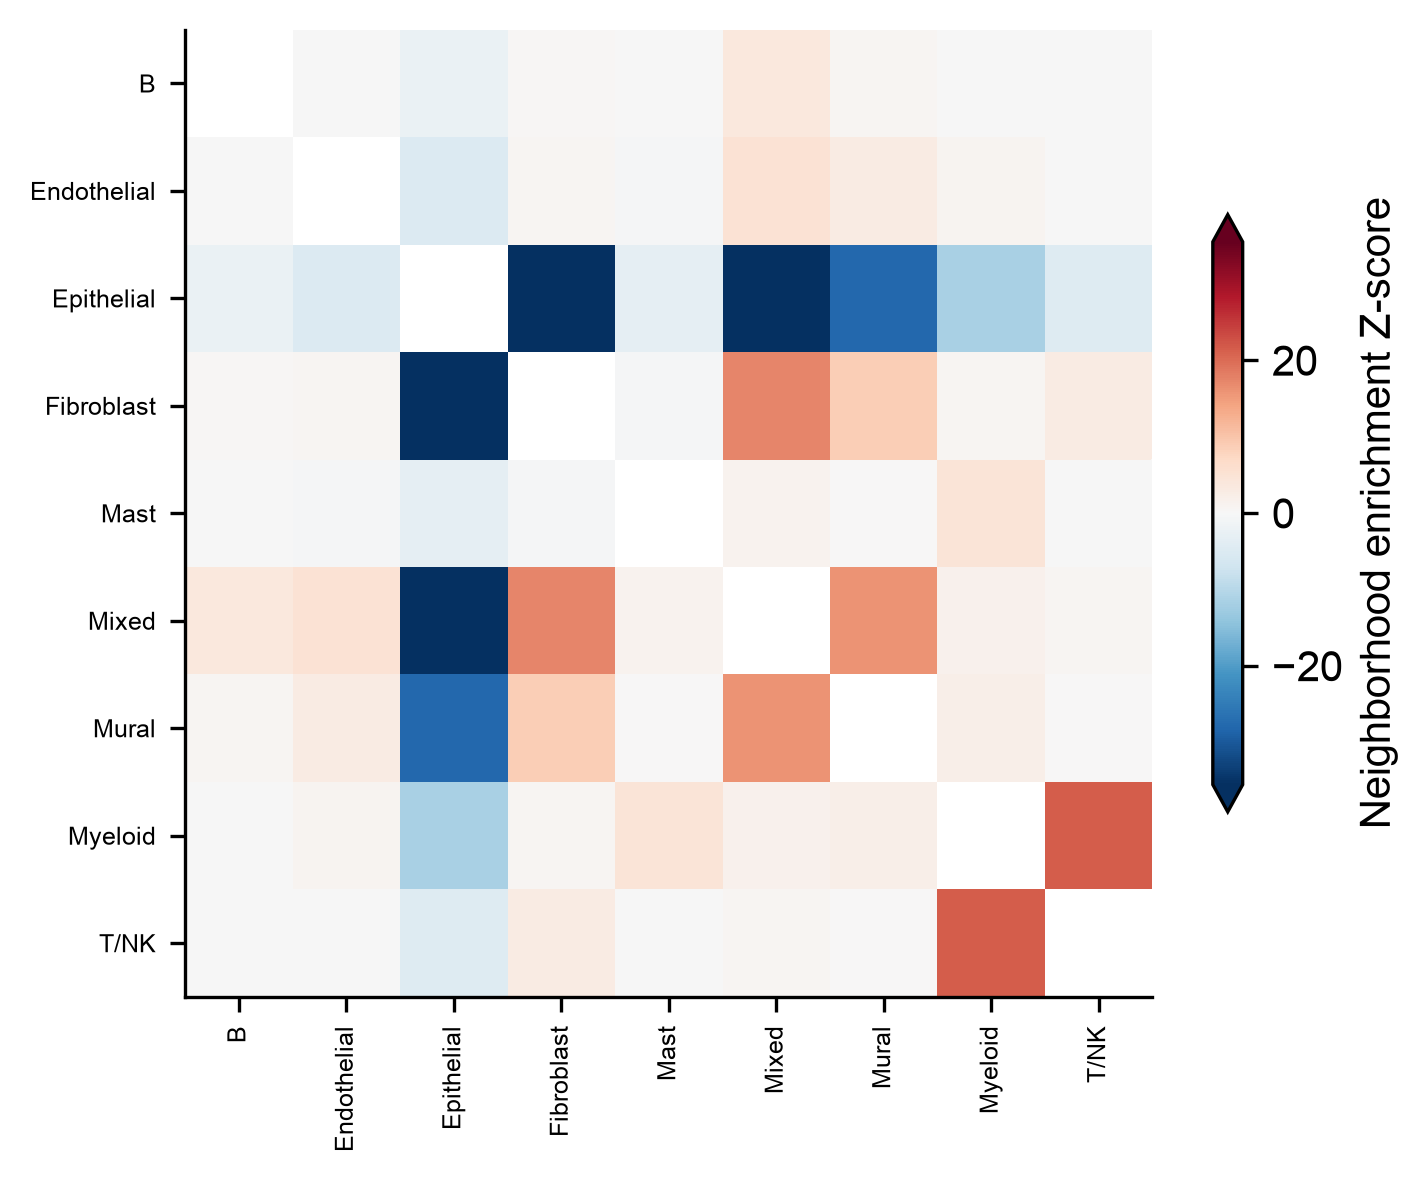 B
Endothelial
Epithelial
Fibroblast
Mast
Mixed
Mural
Myeloid
T/NK
B
Endothelial
Epithelial
Fibroblast
Mast
Mixed
Mural
Myeloid
T/NK
20
0
−20
Neighborhood enrichment Z-score